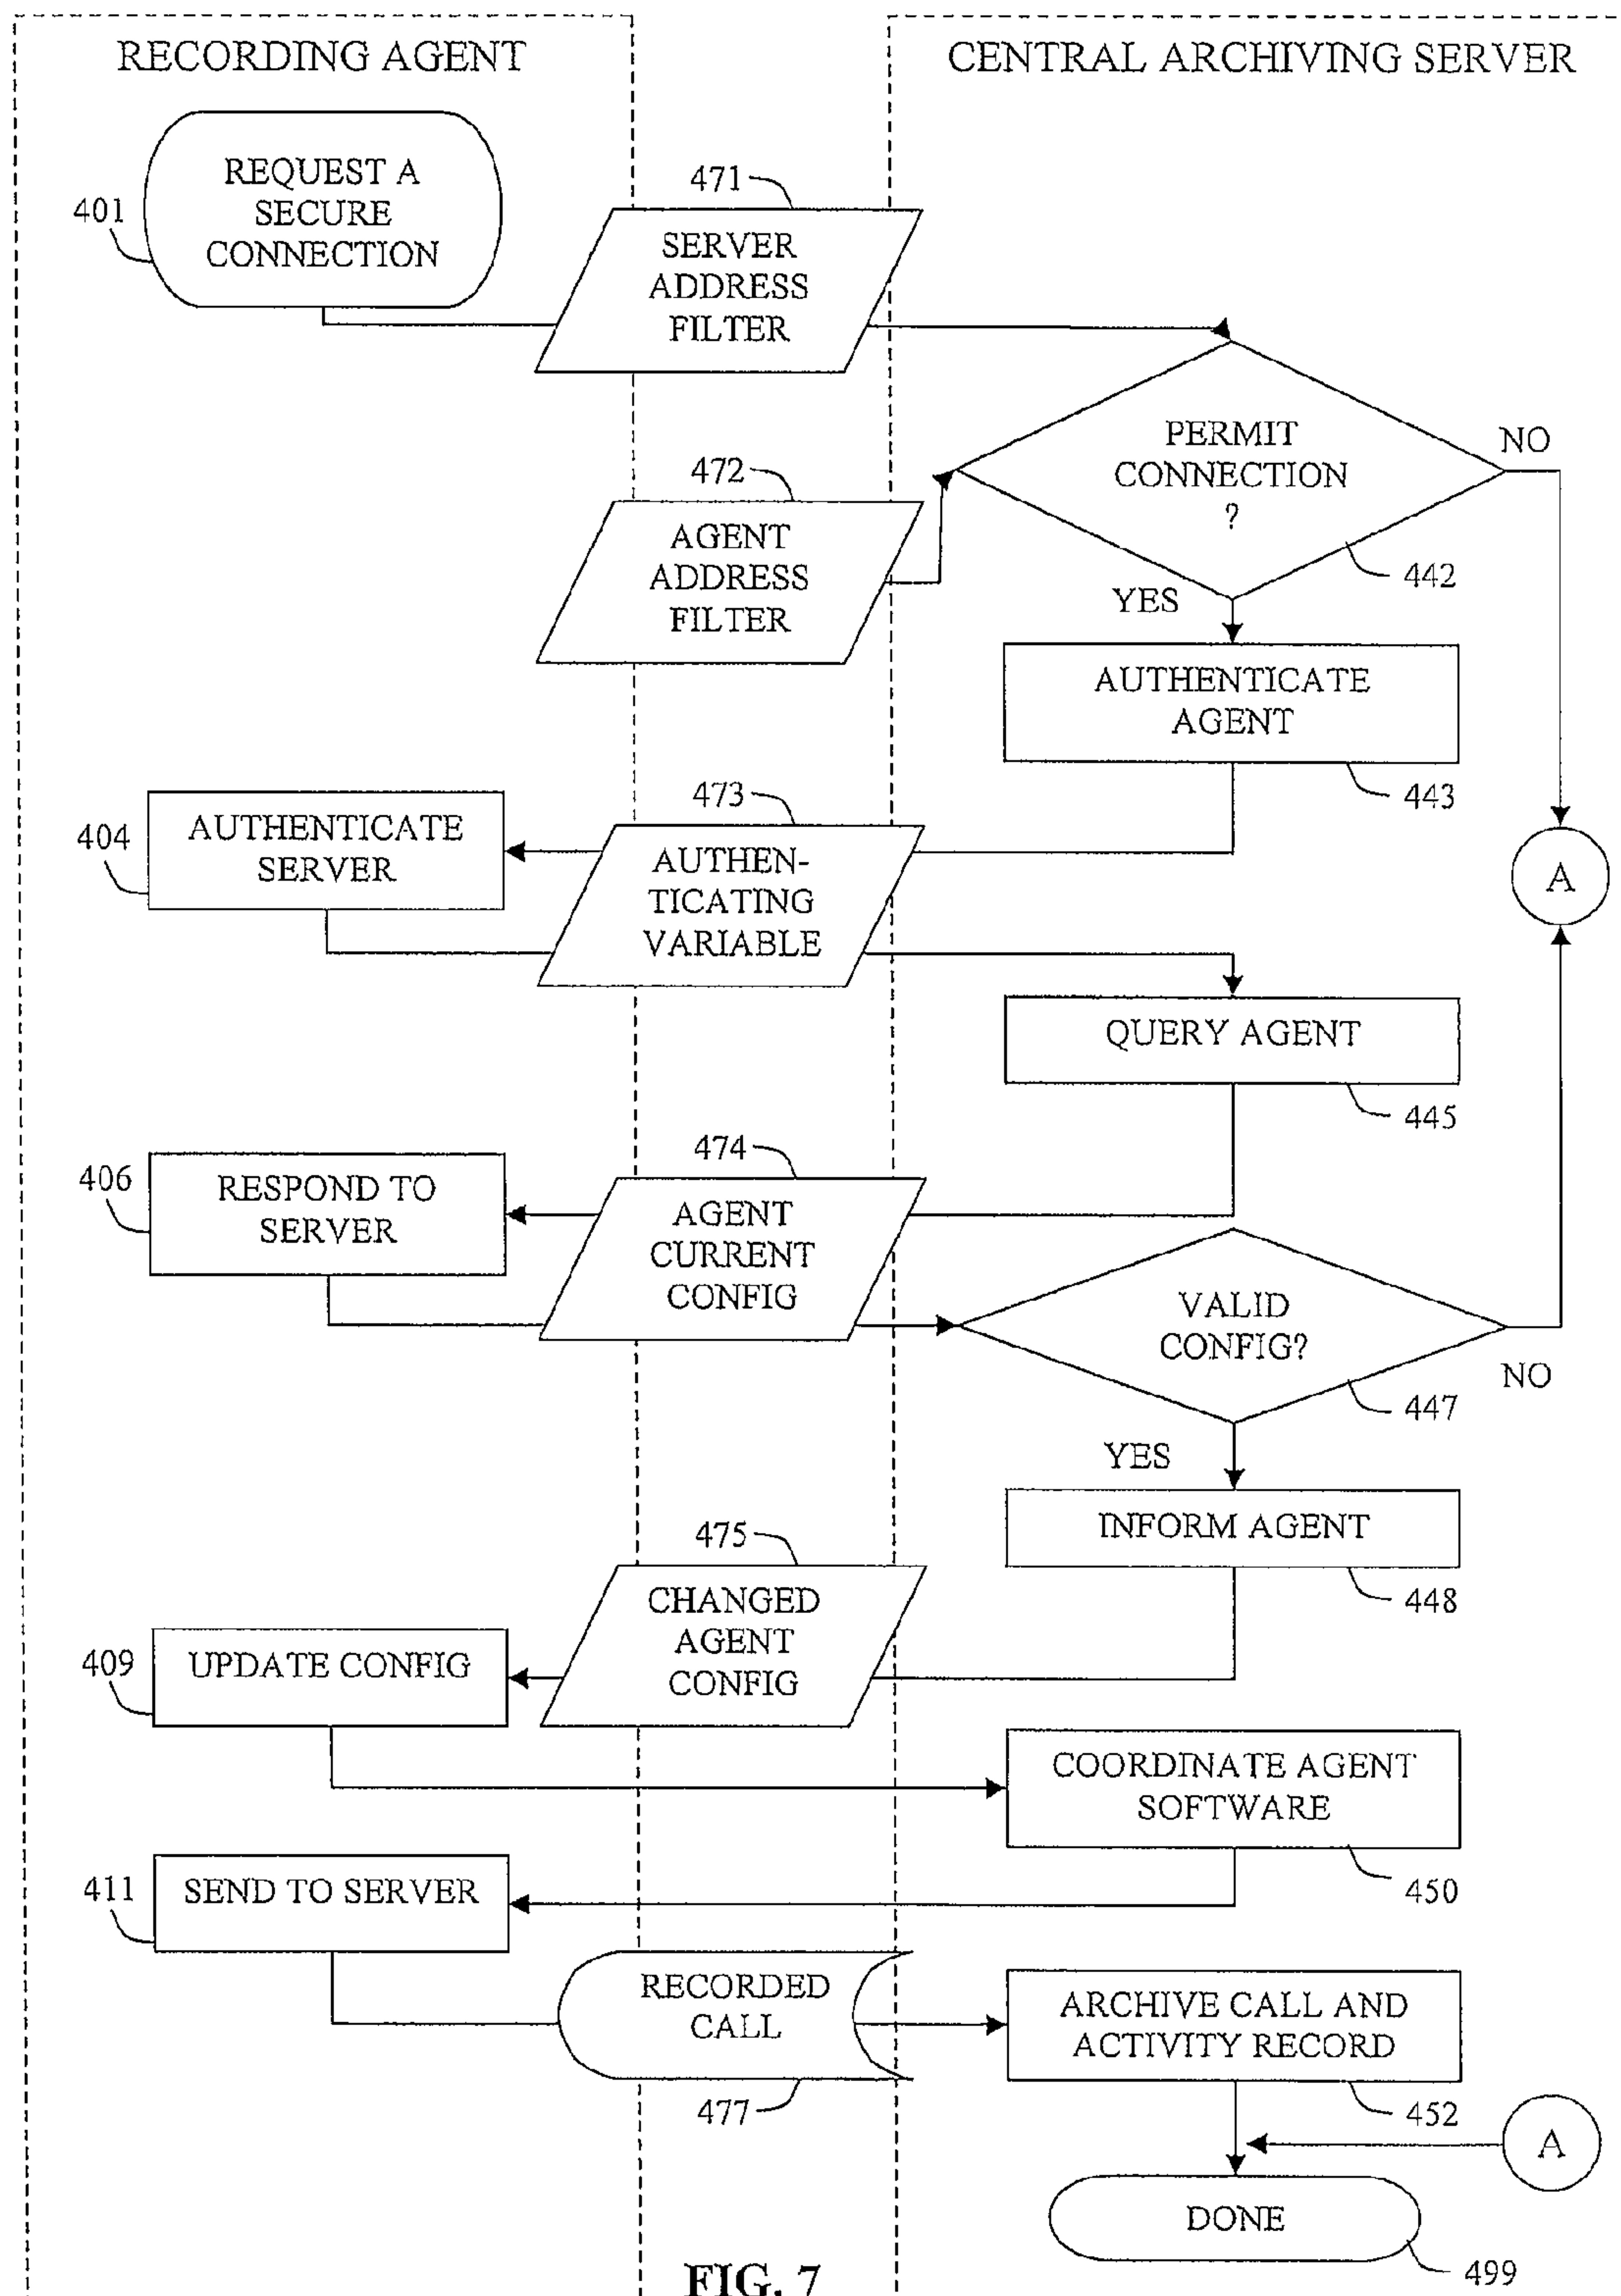 RECORDING AGENT
CENTRAL ARCHIVING SERVER
REQUEST A
SECURE
CONNECTION
401
471
SERVER
ADDRESS
FILTER
PERMIT
CONNECTION
?
NO
442
YES
472
AGENT
ADDRESS
FILTER
AUTHENTICATE
AGENT
443
A
473
AUTHEN-
TICATING
VARIABLE
AUTHENTICATE
SERVER
404
QUERY AGENT
445
474
AGENT
CURRENT
CONFIG
RESPOND TO
SERVER
406
VALID
CONFIG?
NO
447
YES
INFORM AGENT
448
475
CHANGED
AGENT
CONFIG
UPDATE CONFIG
409
COORDINATE AGENT
SOFTWARE
450
SEND TO SERVER
411
RECORDED
CALL
477
ARCHIVE CALL AND
ACTIVITY RECORD
452
A
DONE
499
FIG. 7